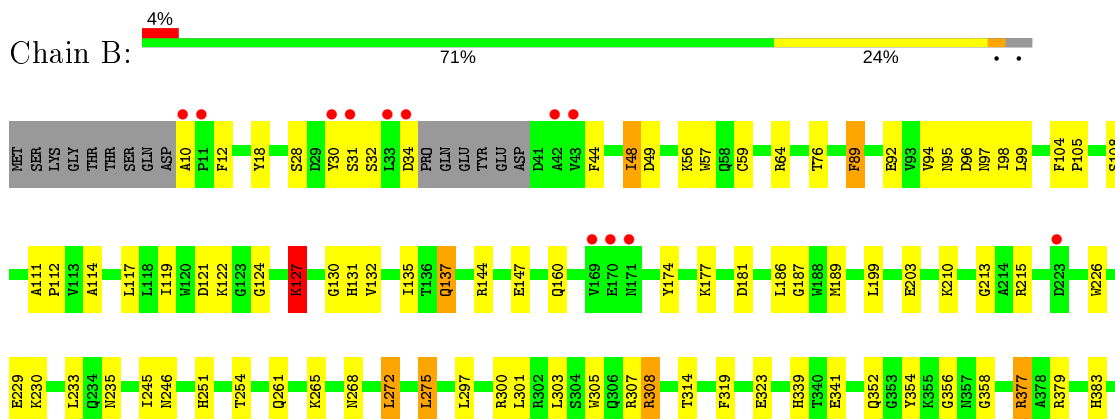 4%
Chain B:
71% 24% • •
MET SER LYS GLY THR THR SER GLN ASP A10 P11 F12 Y18 S28 D29 Y30 S31 S32 L33 D34 PRO GLN GLU TYR GLU ASP D41 A42 V43 F44 I48 D49 K56 W57 Q58 C59 R64 T76 F89 E92 V93 V94 N95 D96 N97 I98 L99 F104 P105 S108
A111 P112 V113 A114 L117 L118 I119 W120 D121 K122 G123 G124 K127 G130 H131 V132 I135 T136 Q137 R144 E147 Q160 V169 E170 N171 Y174 K177 D181 L186 G187 W188 M189 L199 E203 K210 G213 A214 R215 D223 W226
E229 K230 L233 Q234 N235 I245 N246 H251 T254 Q261 K265 N268 L272 L275 L297 R300 L301 R302 L303 S304 W305 Q306 R307 R308 T314 F319 E323 H339 T340 E341 Q352 G353 Y354 K355 G356 N357 G358 R377 A378 R379 H383